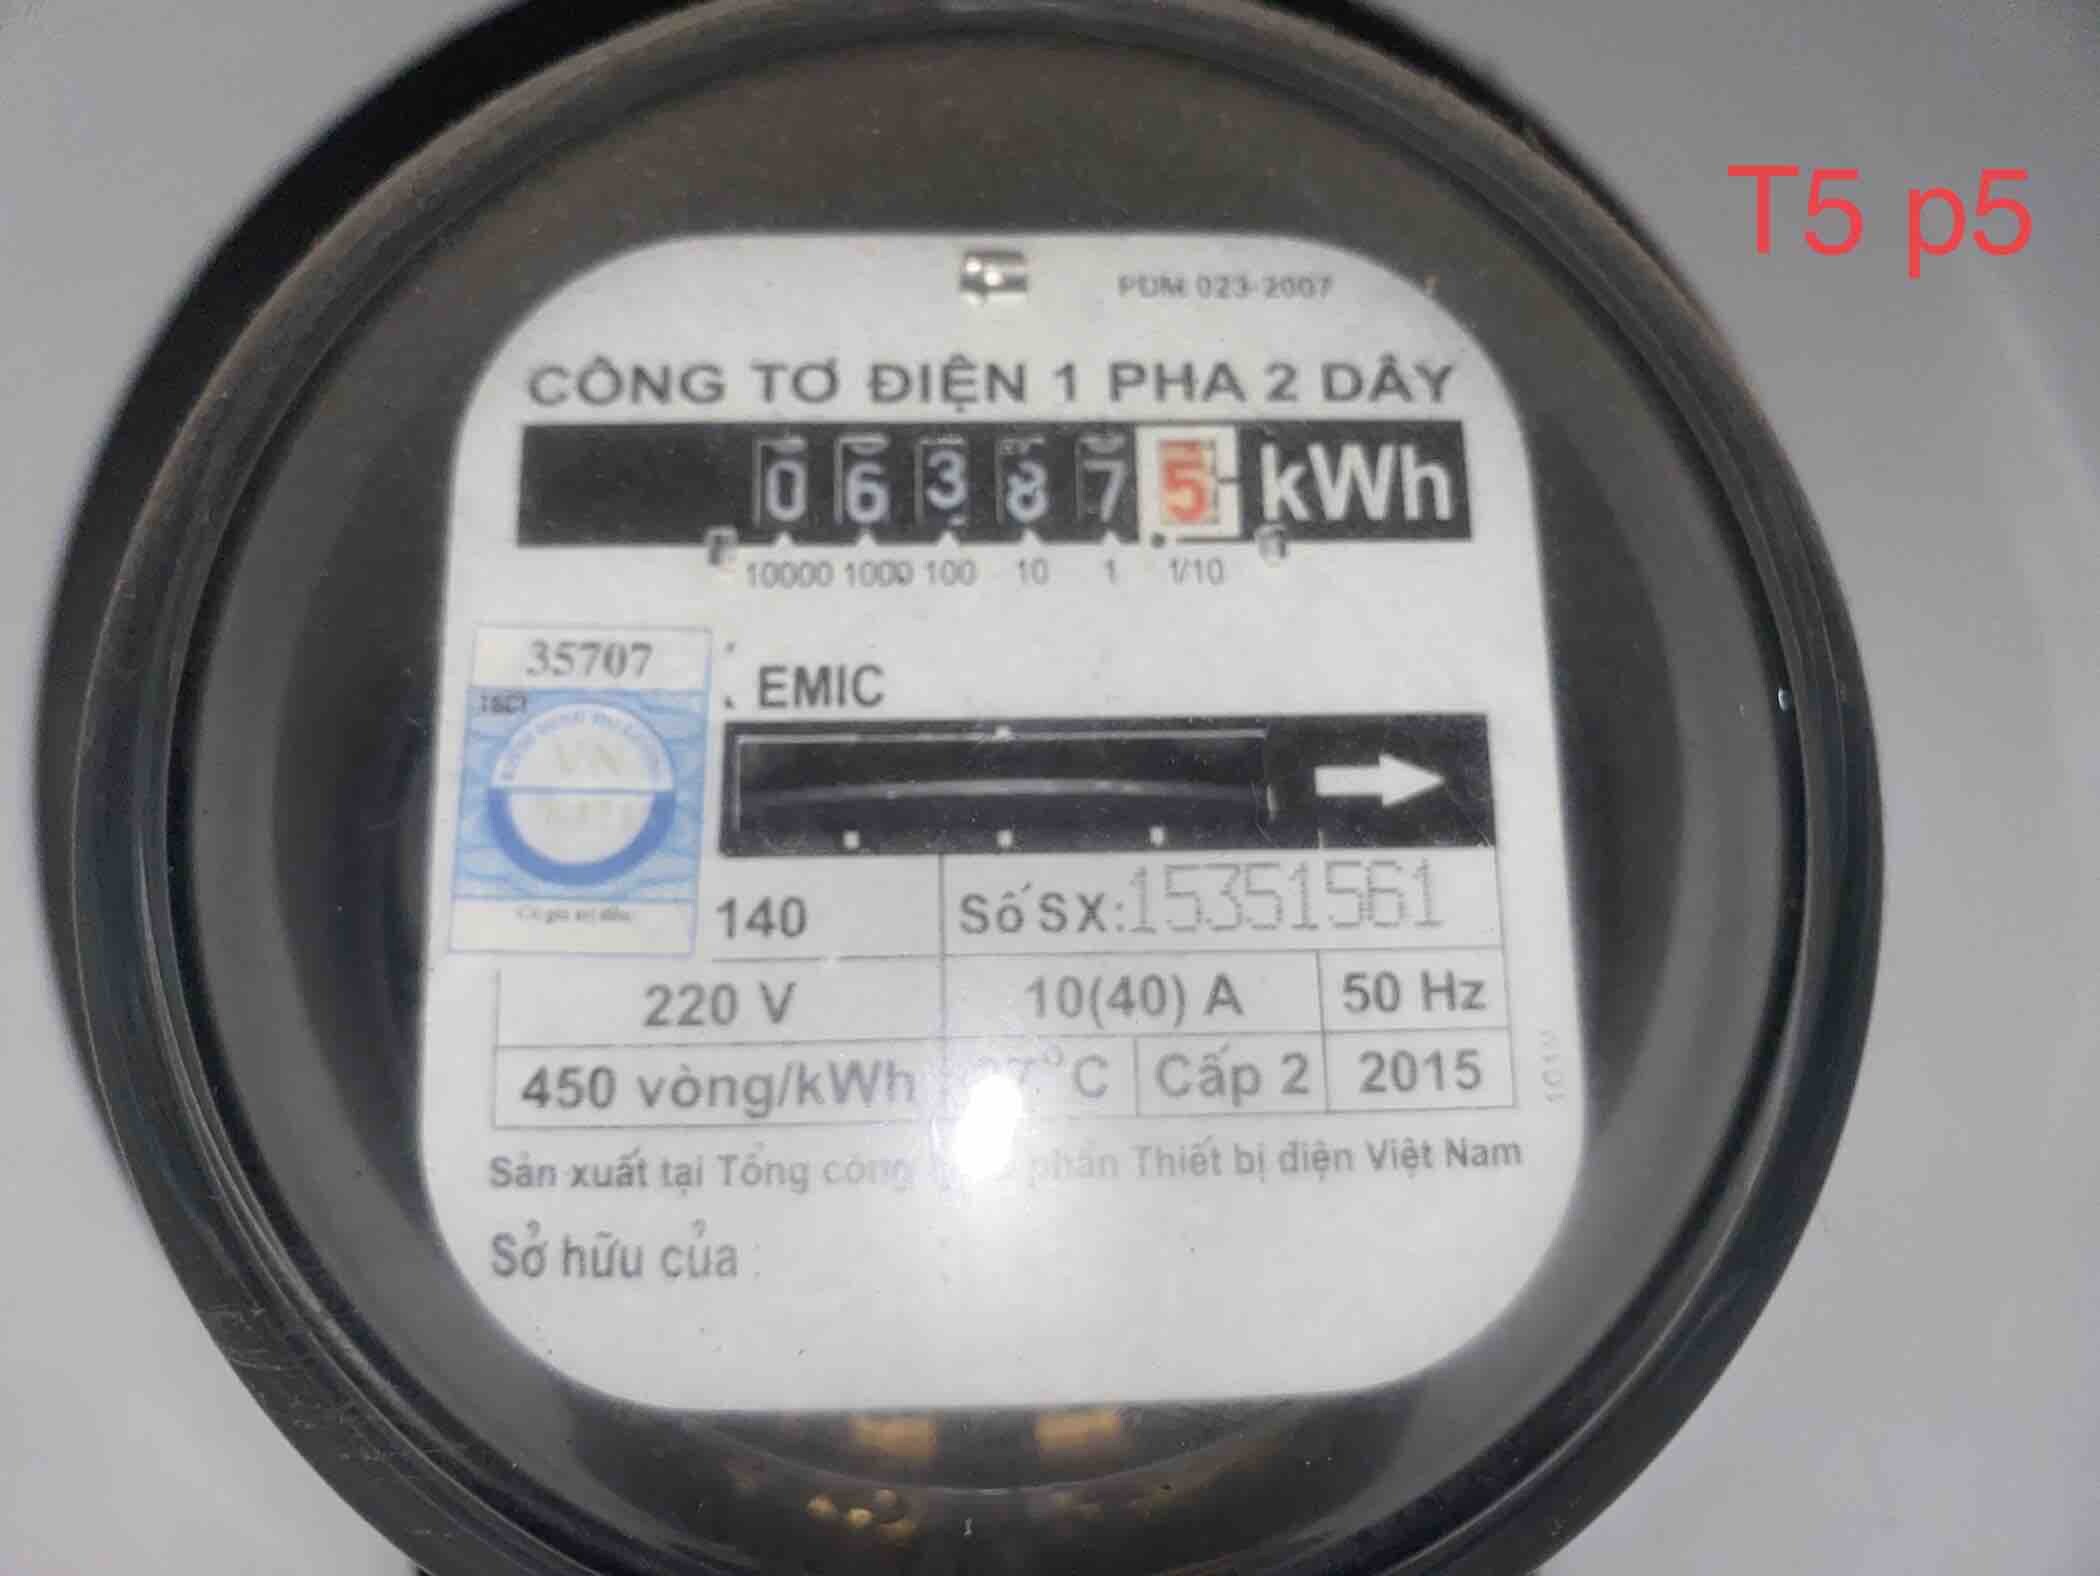 T5 p5
PDM 023-2007
CÔNG TƠ ĐIỆN 1 PHA 2 DÂY
0 6 3 8 7 5 kWh
10000 1000 100 10 1 1/10
35707
EMIC
VN
140 Số SX:15351561
220 V 10(40) A 50 Hz
450 vòng/kWh °C Cấp 2 2015
Sản xuất tại Tổng công phần Thiết bị điện Việt Nam
Sở hữu của :